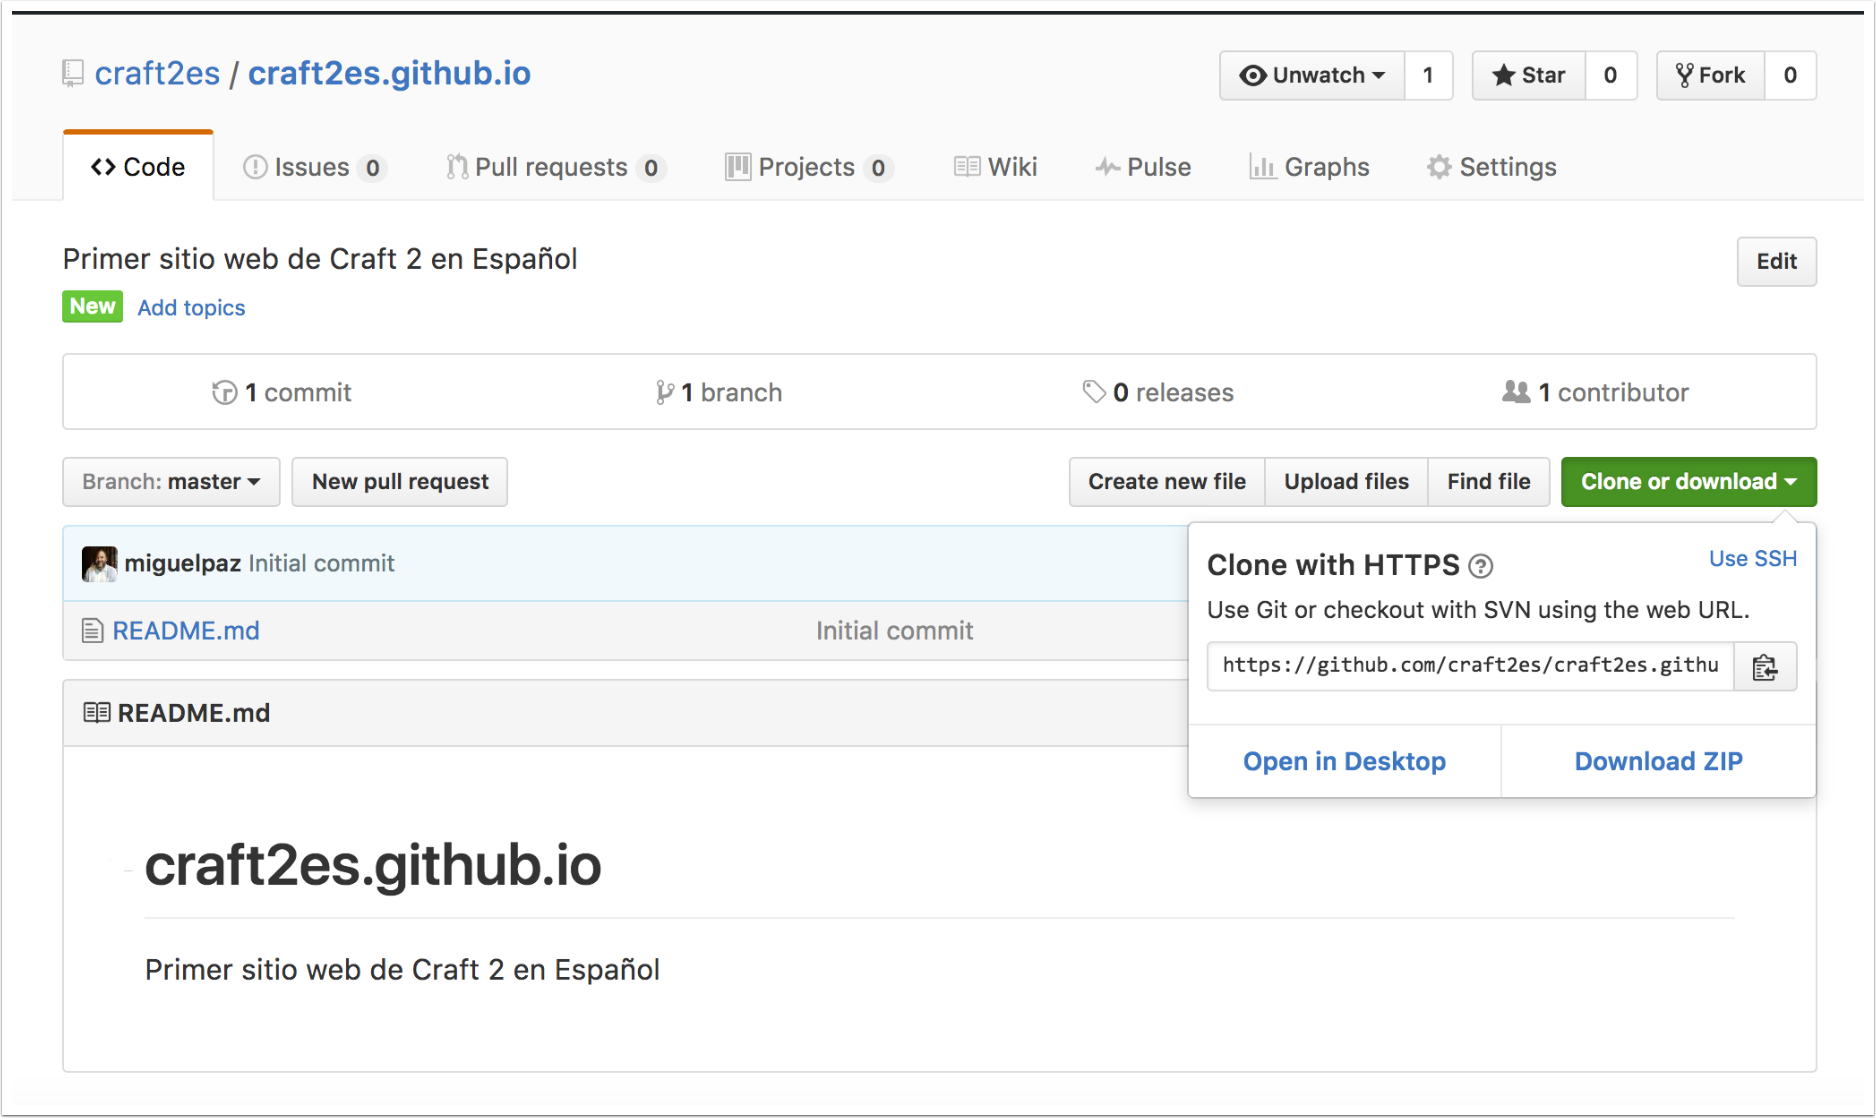 craft2es / craft2es.github.io
Unwatch 1 Star 0 Fork 0
Code Issues 0 Pull requests 0 Projects 0 Wiki Pulse Graphs Settings
Primer sitio web de Craft 2 en Español
Edit
New Add topics
1 commit 1 branch 0 releases 1 contributor
Branch: master New pull request Create new file Upload files Find file Clone or download
miguelpaz Initial commit
README.md Initial commit
Clone with HTTPS ? Use SSH
Use Git or checkout with SVN using the web URL.
https://github.com/craft2es/craft2es.githu
Open in Desktop Download ZIP
README.md
craft2es.github.io
Primer sitio web de Craft 2 en Español